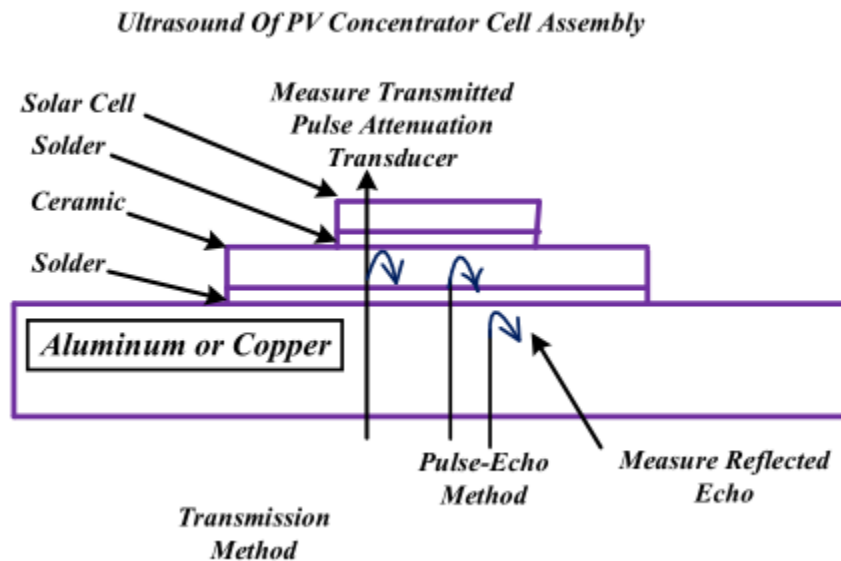 Ultrasound Of PV Concentrator Cell Assembly
Solar Cell
Solder
Ceramic
Solder
Measure Transmitted
Pulse Attenuation
Transducer
Aluminum or Copper
Pulse-Echo
Method
Measure Reflected
Echo
Transmission
Method